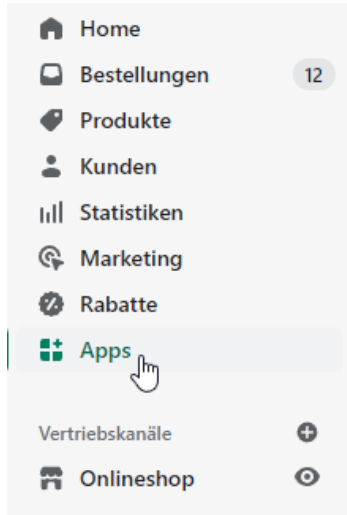 Home
Bestellungen 12
Produkte
Kunden
Statistiken
Marketing
Rabatte
Apps
Vertriebskanäle
Onlineshop